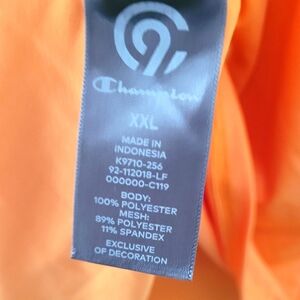 C9
Champion
XXL
MADE IN
INDONESIA
K9710-256
92-112018-LF
000000-C119
BODY:
100% POLYESTER
MESH:
89% POLYESTER
11% SPANDEX
EXCLUSIVE
OF DECORATION